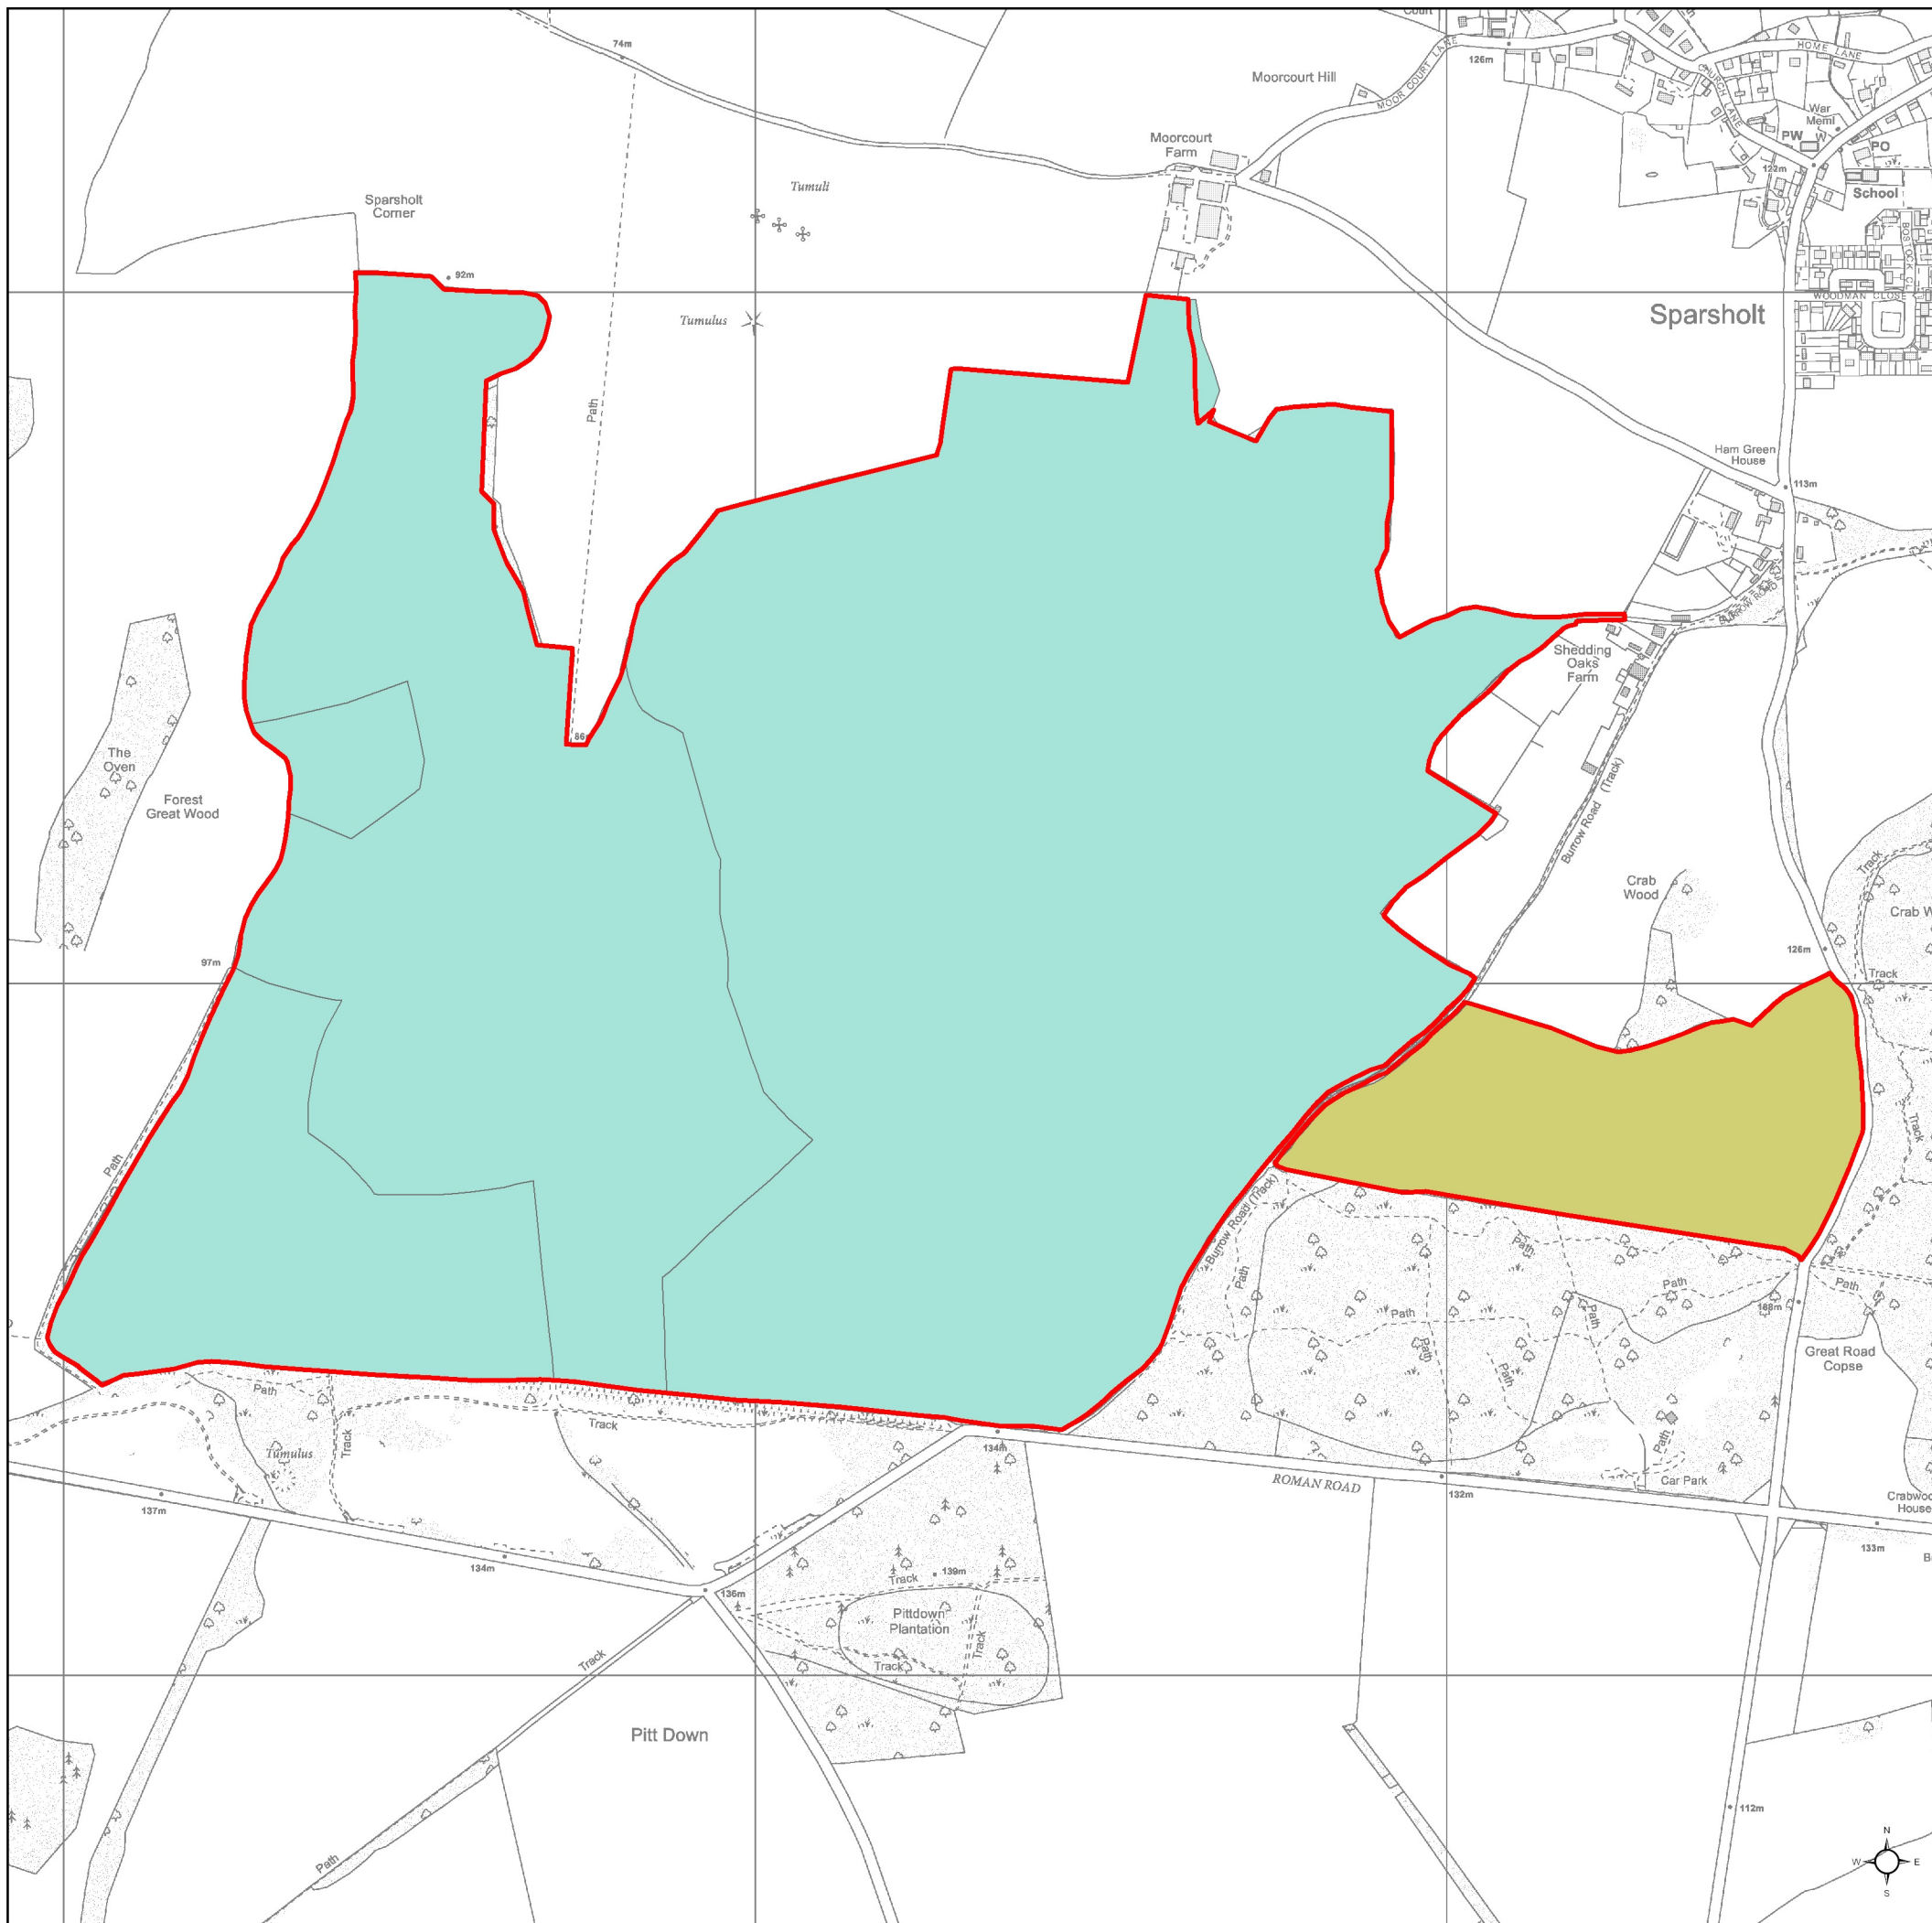 Court
74m
MOOR COURT LANE
126m
HOME LANE
CHURCH LANE
Moorcourt Hill
War
Meml
PW
W
PO
Moorcourt
Farm
122m
School
Tumuli
Sparsholt
Corner
BOSTOCK CL
92m
WOODMAN CLOSE
Sparsholt
Tumulus
Path
Ham Green
House
113m
BURROW ROAD
Shedding
Oaks
Farm
86
The
Oven
Forest
Great Wood
Burrow Road (Track)
Track
Crab
Wood
Crab W
126m
97m
Track
Track
Path
Burrow Road (Track)
Path
Path
Path
Path
188m
Path
Path
Path
Path
Path
Great Road
Copse
Path
Track
Track
Tumulus
134m
Path
Car Park
ROMAN ROAD
132m
Crabwoo
House
137m
133m
134m
B
Track
139m
136m
Pittdown
Plantation
Track
Track
Track
Pitt Down
112m
Path
N
W
E
S